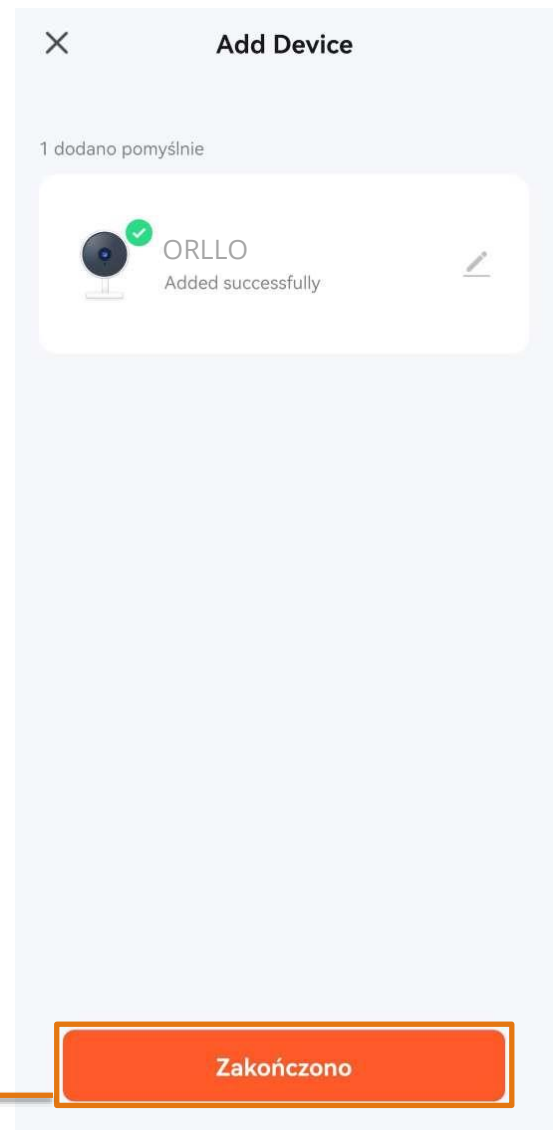 Add Device
1 dodano pomyślnie
ORLLO
Added successfully
Zakończono